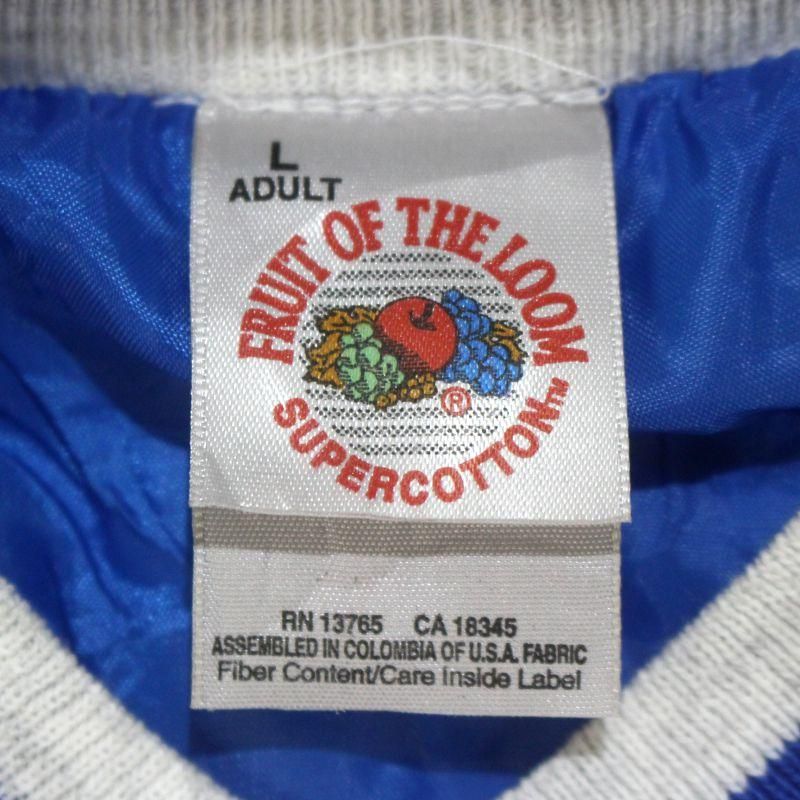 L
ADULT
FRUIT OF THE LOOM
®
SUPERCOTTON™
RN 13765 CA 18345
ASSEMBLED IN COLOMBIA OF U.S.A. FABRIC
Fiber Content/Care Inside Label